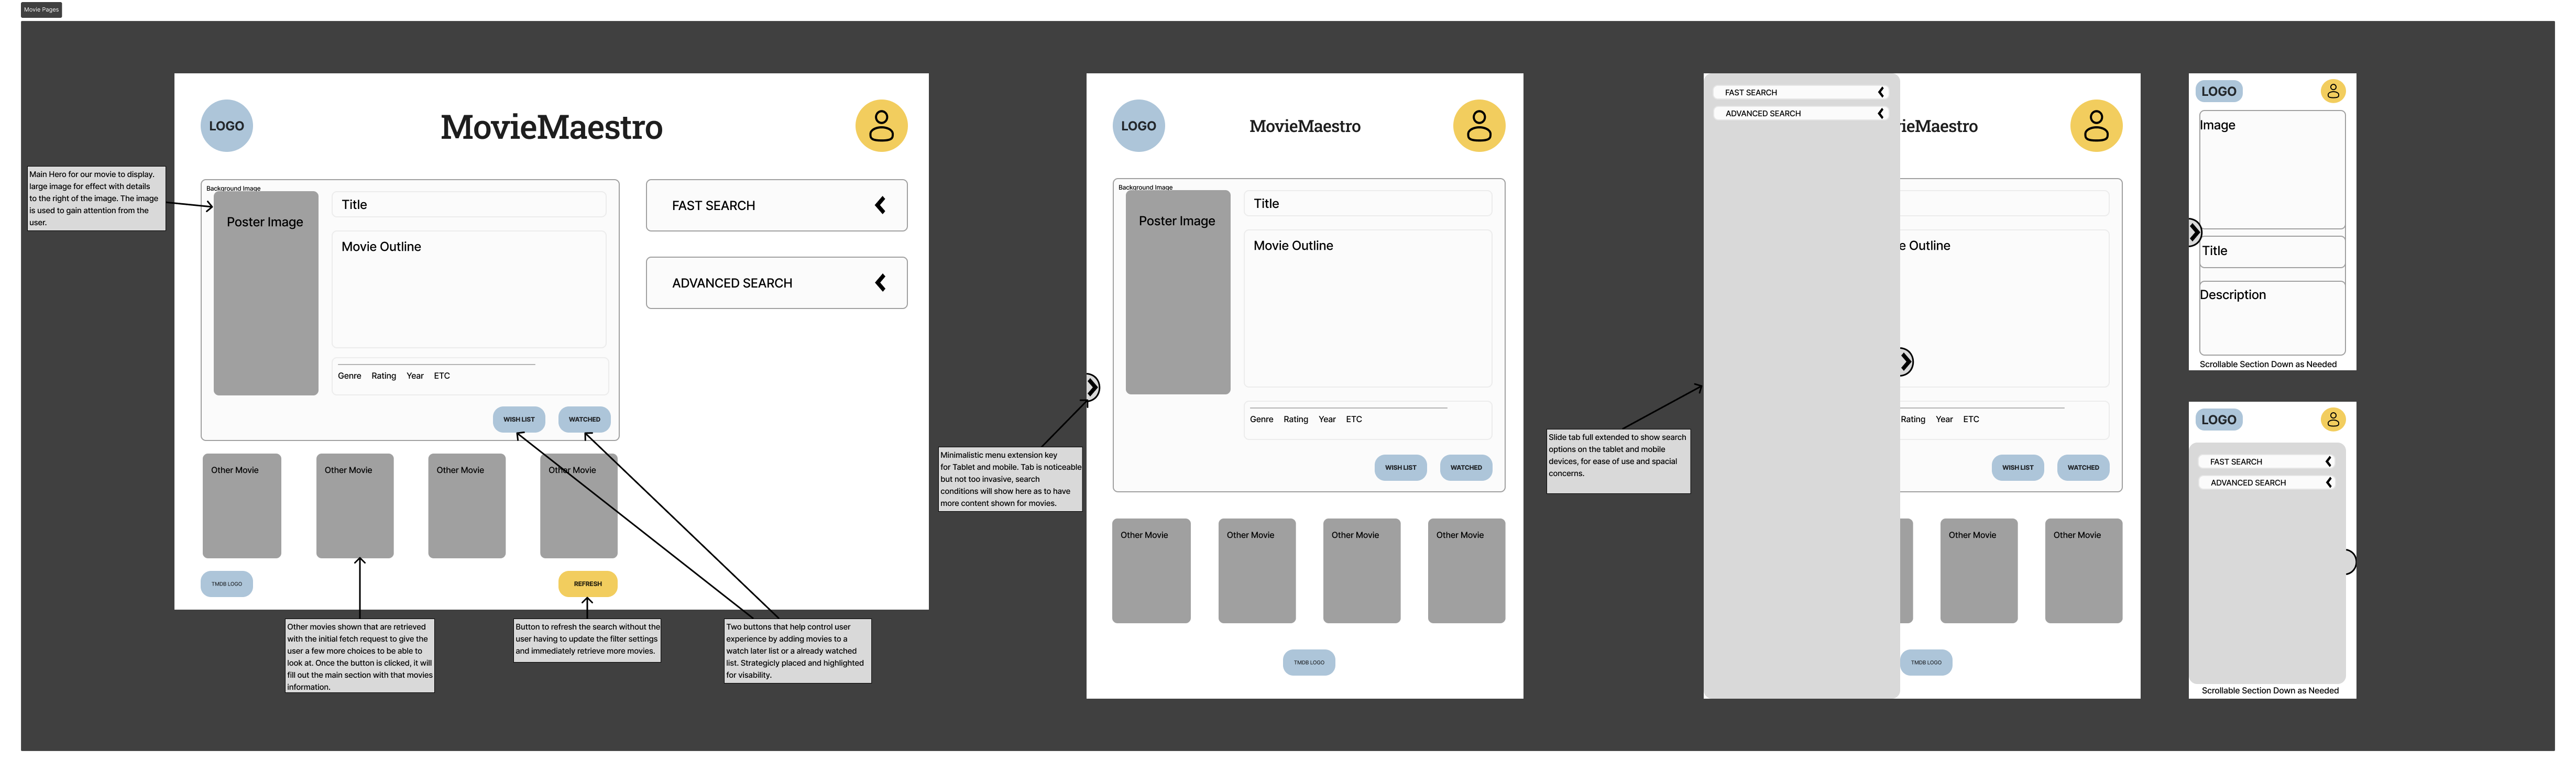 Movie Pages
LOGO
MovieMaestro
Main Hero for our movie to display.
large image for effect with details
to the right of the image. The image
is used to gain attention from the
user.
Background Image
Poster Image
Title
Movie Outline
Genre Rating Year ETC
WISH LIST
WATCHED
FAST SEARCH
ADVANCED SEARCH
Other Movie
Other Movie
Other Movie
Other Movie
TMDB LOGO
REFRESH
Other movies shown that are retrieved
with the initial fetch request to give the
user a few more choices to be able to
look at. Once the button is clicked, it will
fill out the main section with that movies
information.
Button to refresh the search without the
user having to update the filter settings
and immediately retrieve more movies.
Two buttons that help control user
experience by adding movies to a
watch later list or a already watched
list. Strategicly placed and highlighted
for visability.
Minimalistic menu extension key
for Tablet and mobile. Tab is noticeable
but not too invasive, search
conditions will show here as to have
more content shown for movies.
LOGO
MovieMaestro
Background Image
Poster Image
Title
Movie Outline
Genre Rating Year ETC
WISH LIST
WATCHED
Other Movie
Other Movie
Other Movie
Other Movie
TMDB LOGO
Slide tab full extended to show search
options on the tablet and mobile
devices, for ease of use and spacial
concerns.
FAST SEARCH
ADVANCED SEARCH
ieMaestro
e Outline
Rating Year ETC
WISH LIST
WATCHED
Other Movie
Other Movie
TMDB LOGO
LOGO
Image
Title
Description
Scrollable Section Down as Needed
LOGO
FAST SEARCH
ADVANCED SEARCH
Scrollable Section Down as Needed